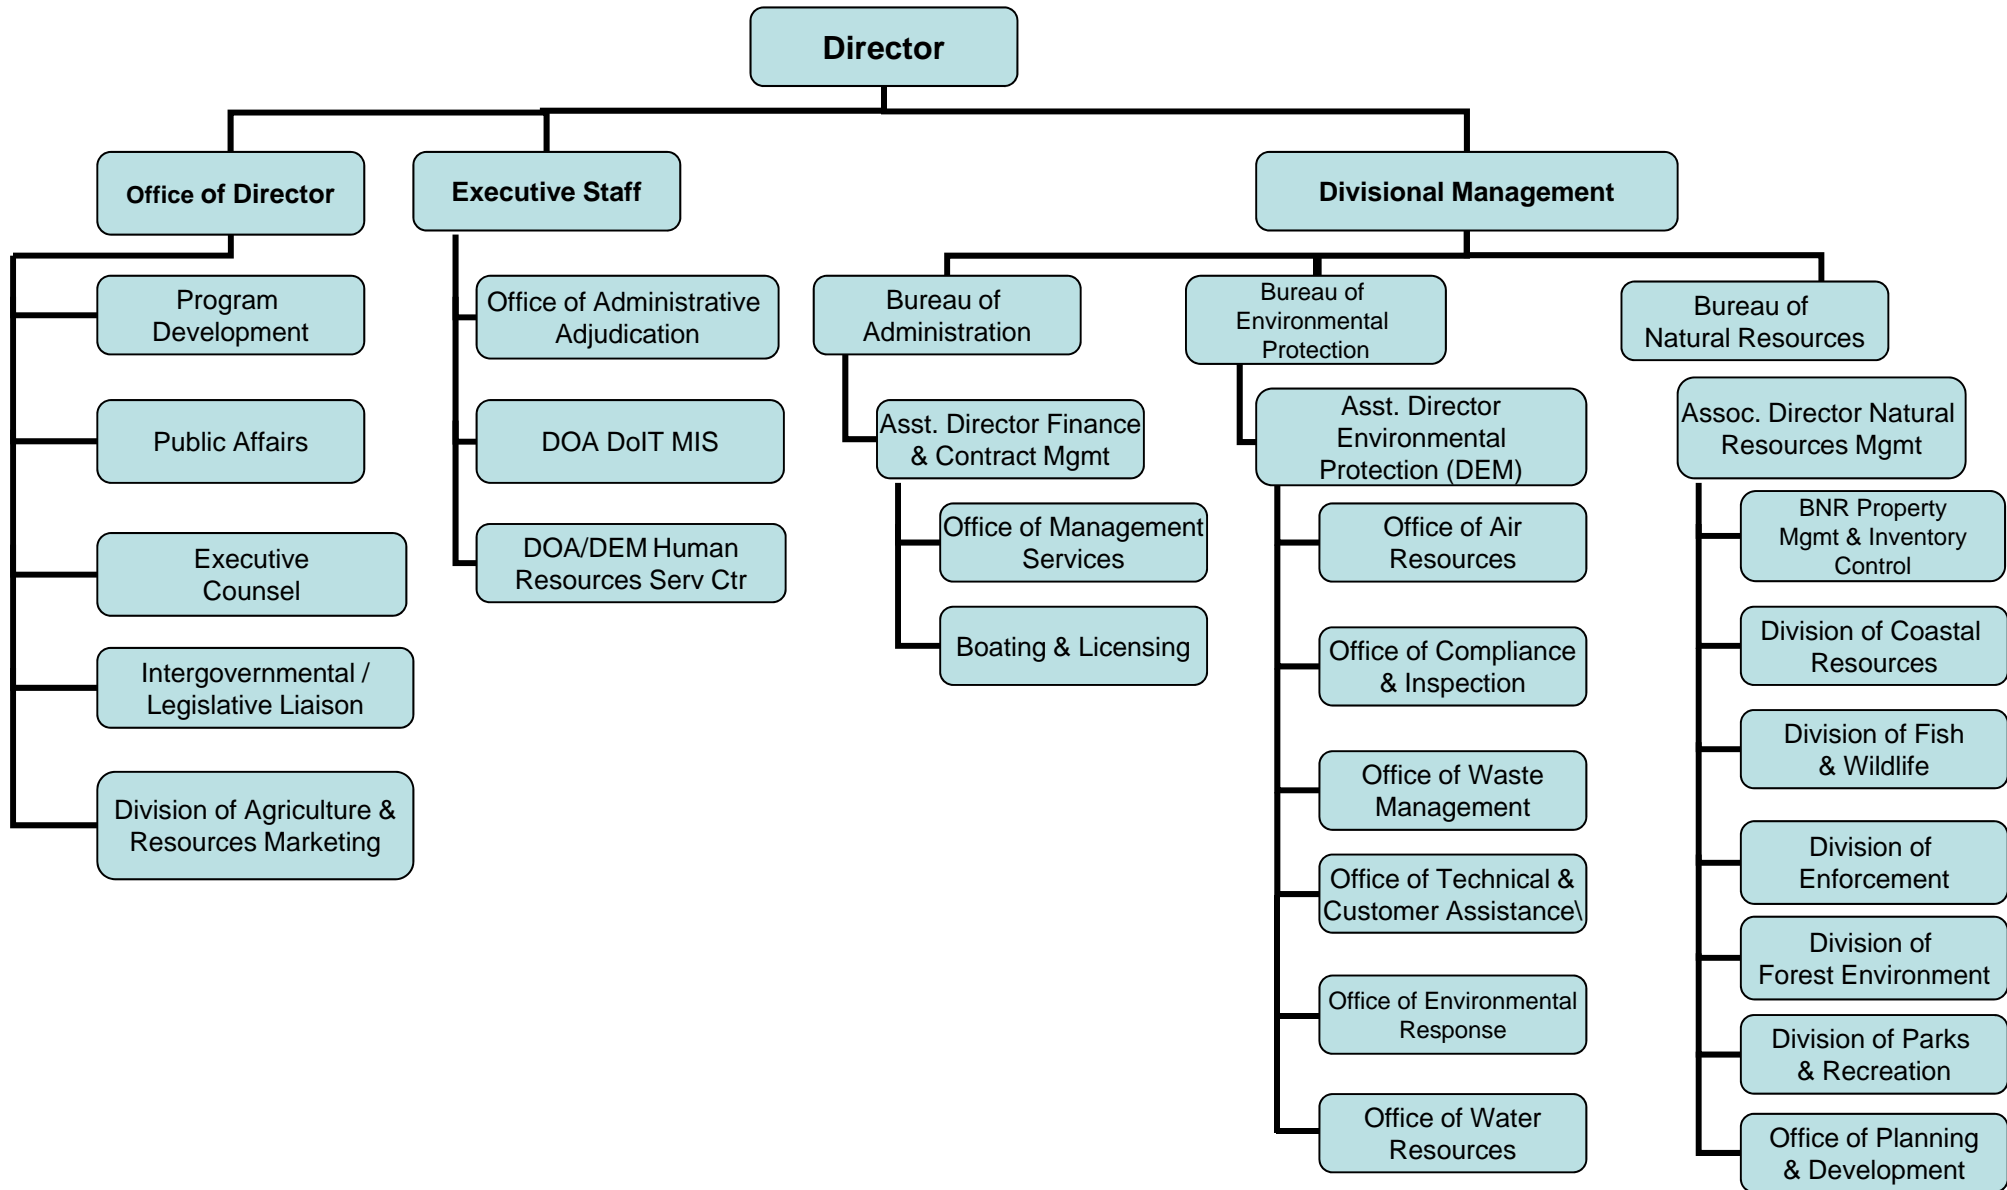 Director
Office of Director
Executive Staff
Divisional Management
Program
Development
Public Affairs
Executive
Counsel
Intergovernmental /
Legislative Liaison
Division of Agriculture &
Resources Marketing
Office of Administrative
Adjudication
DOA DoIT MIS
DOA/DEM Human
Resources Serv Ctr
Bureau of
Administration
Asst. Director Finance
& Contract Mgmt
Office of Management
Services
Boating & Licensing
Bureau of
Environmental
Protection
Asst. Director
Environmental
Protection (DEM)
Office of Air
Resources
Office of Compliance
& Inspection
Office of Waste
Management
Office of Technical &
Customer Assistance\
Office of Environmental
Response
Office of Water
Resources
Bureau of
Natural Resources
Assoc. Director Natural
Resources Mgmt
BNR Property
Mgmt & Inventory
Control
Division of Coastal
Resources
Division of Fish
& Wildlife
Division of
Enforcement
Division of
Forest Environment
Division of Parks
& Recreation
Office of Planning
& Development